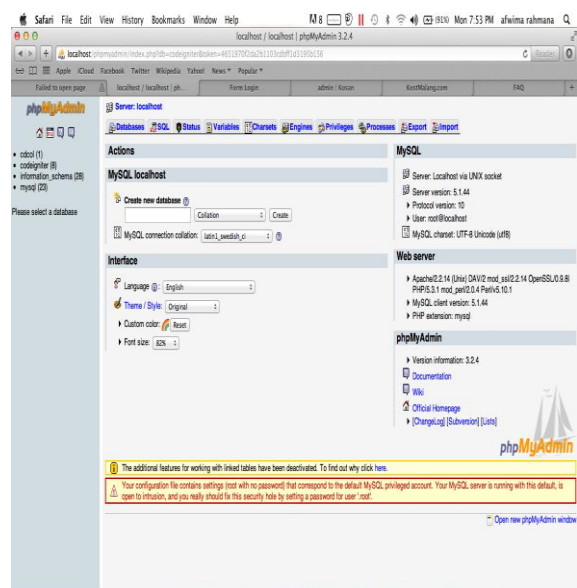 Safari File Edit View History Bookmarks Window Help
8 (91%) Mon 7:53 PM afwima rahmana
localhost / localhost | phpMyAdmin 3.2.4
Reader
Apple iCloud Facebook Twitter Wikipedia Yahoo! News Popular
Failed to open page
localhost / localhost | ph...
Form Login
admin | Kosan
KostMalang.com
FAQ
phpMyAdmin
cdcol (1)
codeigniter (8)
information_schema (28)
mysql (23)
Please select a database
Server: localhost
Databases SQL Status Variables Charsets Engines Privileges Processes Export Import
Actions
MySQL localhost
Create new database
Collation Create
MySQL connection collation: latin1_swedish_ci
Interface
Language : English
Theme / Style: Original
Custom color: Reset
Font size: 82%
MySQL
Server: Localhost via UNIX socket
Server version: 5.1.44
Protocol version: 10
User: root@localhost
MySQL charset: UTF-8 Unicode (utf8)
Web server
Apache/2.2.14 (Unix) DAV/2 mod_ssl/2.2.14 OpenSSL/0.9.8l
PHP/5.3.1 mod_perl/2.0.4 Perl/v5.10.1
MySQL client version: 5.1.44
PHP extension: mysql
phpMyAdmin
Version information: 3.2.4
Documentation
Wiki
Official Homepage
[ChangeLog] [Subversion] [Lists]
phpMyAdmin
The additional features for working with linked tables have been deactivated. To find out why click here.
Your configuration file contains settings (root with no password) that correspond to the default MySQL privileged account. Your MySQL server is running with this default, is
open to intrusion, and you really should fix this security hole by setting a password for user 'root'.
Open new phpMyAdmin window